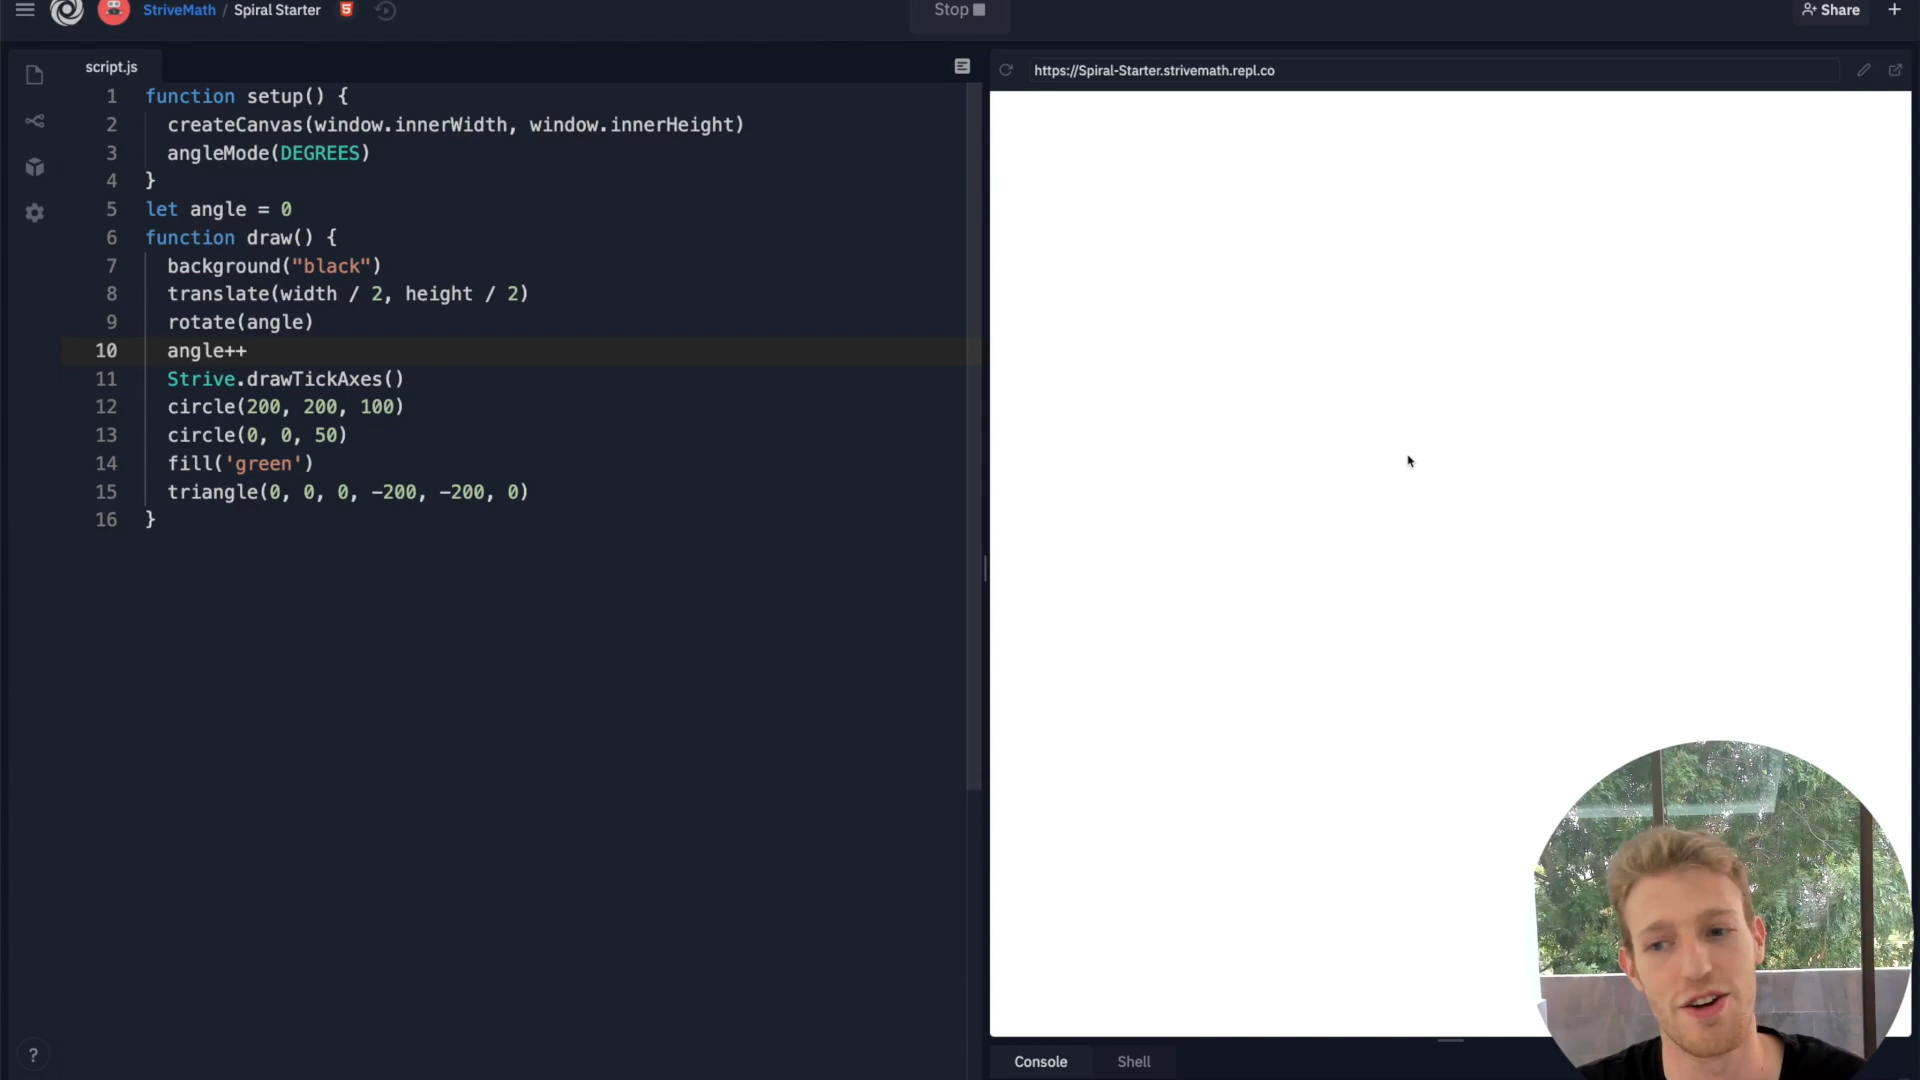 StriveMath / Spiral Starter
Stop
Share
script.js
https://Spiral-Starter.strivemath.repl.co
1 function setup() {
2 createCanvas(window.innerWidth, window.innerHeight)
3 angleMode(DEGREES)
4 }
5 let angle = 0
6 function draw() {
7 background("black")
8 translate(width / 2, height / 2)
9 rotate(angle)
10 angle++
11 Strive.drawTickAxes()
12 circle(200, 200, 100)
13 circle(0, 0, 50)
14 fill('green')
15 triangle(0, 0, 0, -200, -200, 0)
16 }
?
Console
Shell